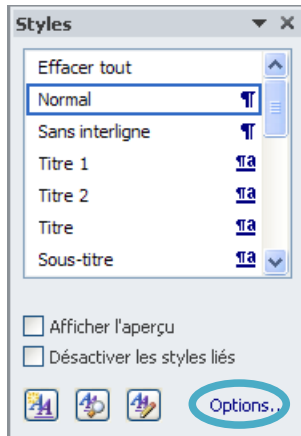 Styles
Effacer tout
Normal ¶
Sans interligne ¶
Titre 1 ¶a
Titre 2 ¶a
Titre ¶a
Sous-titre ¶a
Afficher l'aperçu
Désactiver les styles liés
Options...